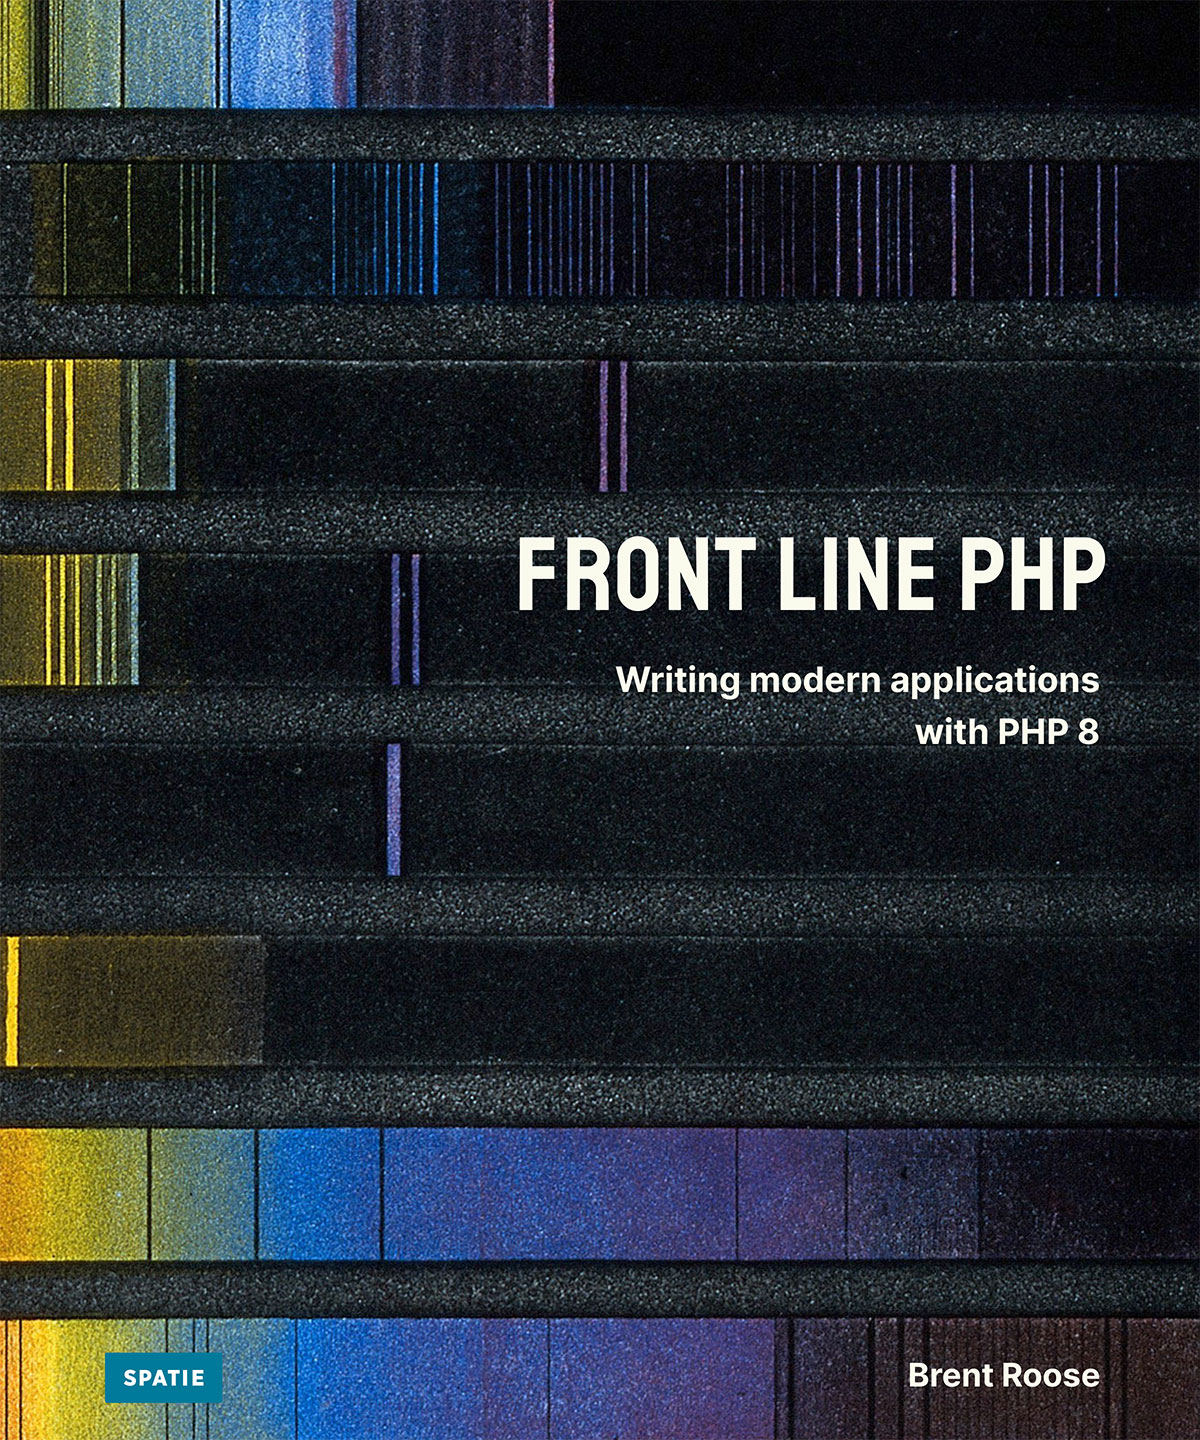 FRONT LINE PHP
Writing modern applications
with PHP 8
SPATIE
Brent Roose